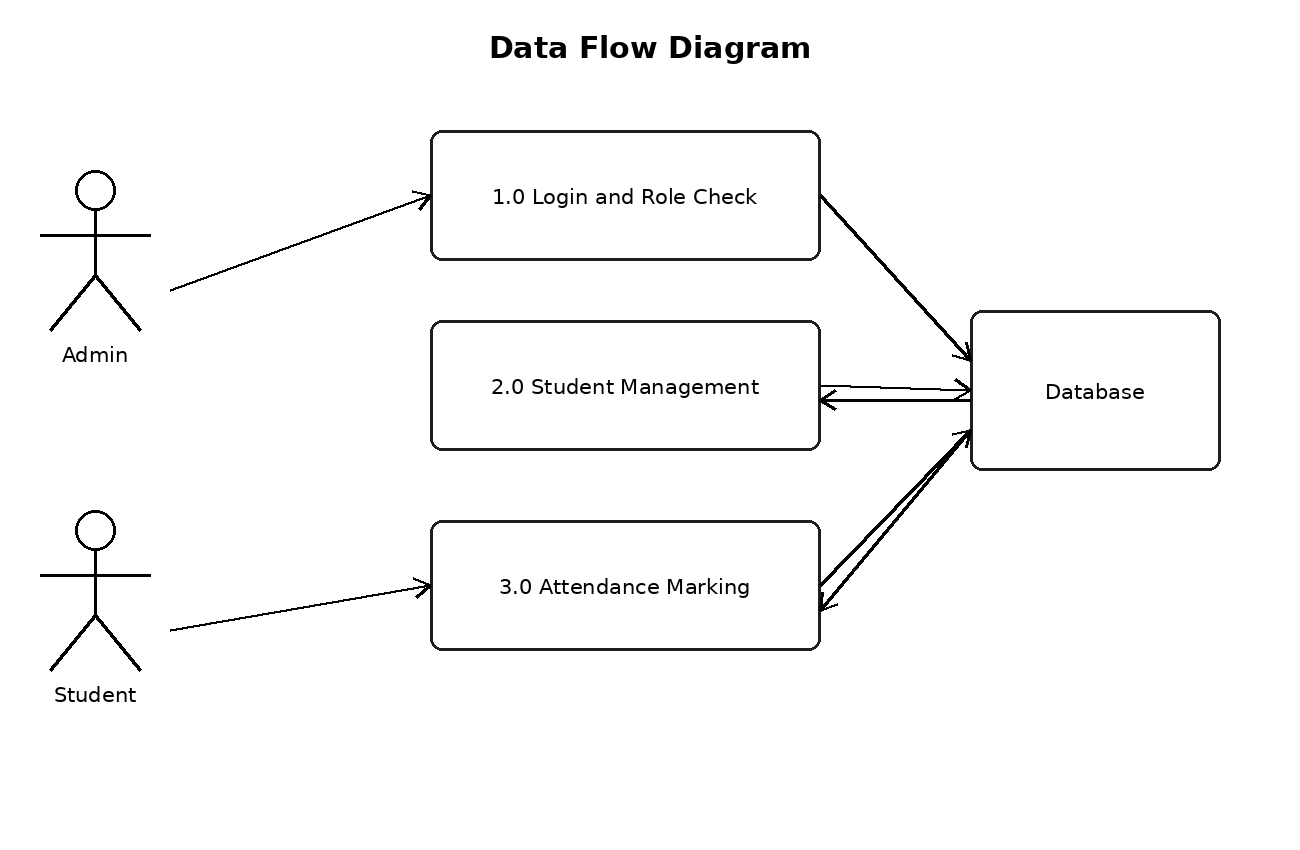 Data Flow Diagram
1.0 Login and Role Check
Admin
2.0 Student Management
Database
3.0 Attendance Marking
Student